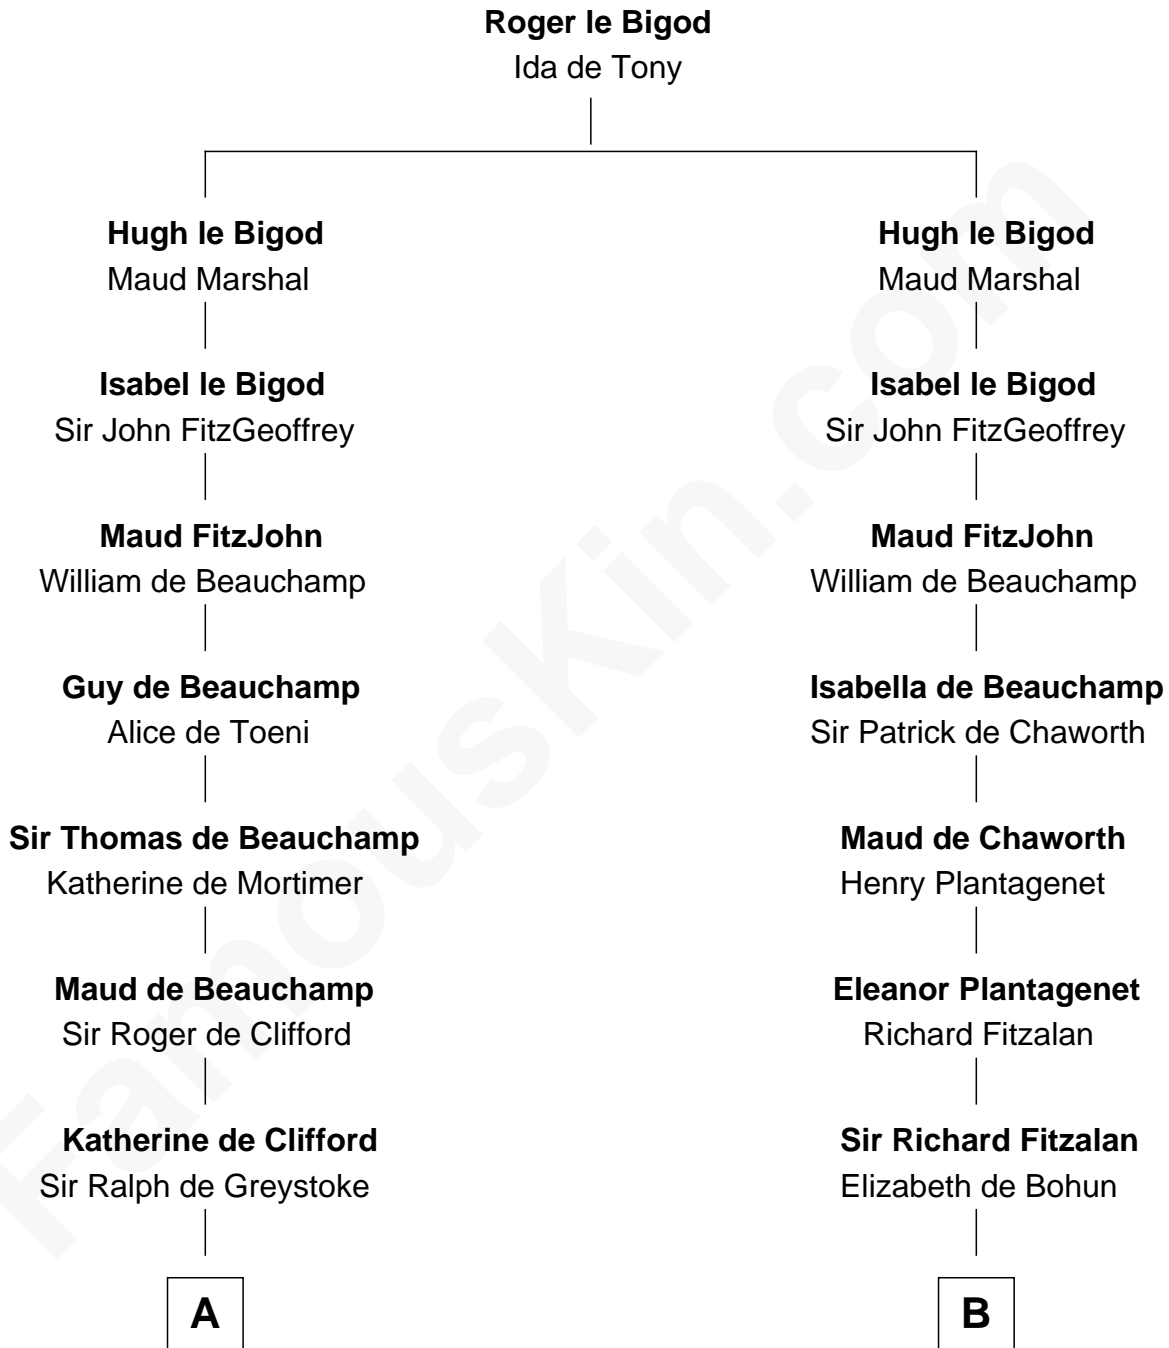 Roger le Bigod
Ida de Tony
Hugh le Bigod
Maud Marshal
Hugh le Bigod
Maud Marshal
Isabel le Bigod
Sir John FitzGeoffrey
Isabel le Bigod
Sir John FitzGeoffrey
Maud FitzJohn
William de Beauchamp
Maud FitzJohn
William de Beauchamp
Guy de Beauchamp
Alice de Toeni
Isabella de Beauchamp
Sir Patrick de Chaworth
Sir Thomas de Beauchamp
Katherine de Mortimer
Maud de Chaworth
Henry Plantagenet
Maud de Beauchamp
Sir Roger de Clifford
Eleanor Plantagenet
Richard Fitzalan
Katherine de Clifford
Sir Ralph de Greystoke
Sir Richard Fitzalan
Elizabeth de Bohun
A
B
FamousKin.com